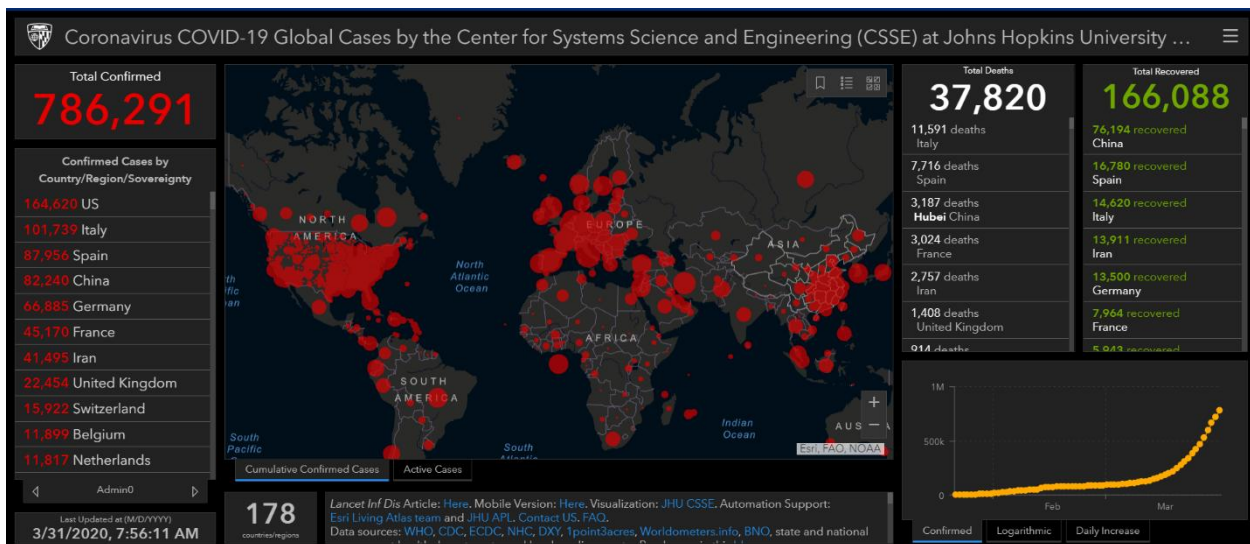 Coronavirus COVID-19 Global Cases by the Center for Systems Science and Engineering (CSSE) at Johns Hopkins University ...
Total Confirmed
786,291
Confirmed Cases by
Country/Region/Sovereignty
164,620 US
101,739 Italy
87,956 Spain
82,240 China
66,885 Germany
45,170 France
41,495 Iran
22,454 United Kingdom
15,922 Switzerland
11,899 Belgium
11,817 Netherlands
Admin0
Last Updated at (M/D/YYYY)
3/31/2020, 7:56:11 AM
NORTH
AMERICA
North
Atlantic
Ocean
EUROPE
ASIA
AFRICA
SOUTH
AMERICA
South
Pacific
South
Atlantic
Indian
Ocean
AUS
A
+
−
Esri, FAO, NOAA
Cumulative Confirmed Cases
Active Cases
178
countries/regions
Lancet Inf Dis Article: Here. Mobile Version: Here. Visualization: JHU CSSE. Automation Support:
Esri Living Atlas team and JHU APL. Contact US. FAQ.
Data sources: WHO, CDC, ECDC, NHC, DXY, 1point3acres, Worldometers.info, BNO, state and national
Total Deaths
37,820
11,591 deaths
Italy
7,716 deaths
Spain
3,187 deaths
Hubei China
3,024 deaths
France
2,757 deaths
Iran
1,408 deaths
United Kingdom
914 deaths
Total Recovered
166,088
76,194 recovered
China
16,780 recovered
Spain
14,620 recovered
Italy
13,911 recovered
Iran
13,500 recovered
Germany
7,964 recovered
France
5,943 recovered
1M
500k
0
Feb
Mar
Confirmed
Logarithmic
Daily Increase